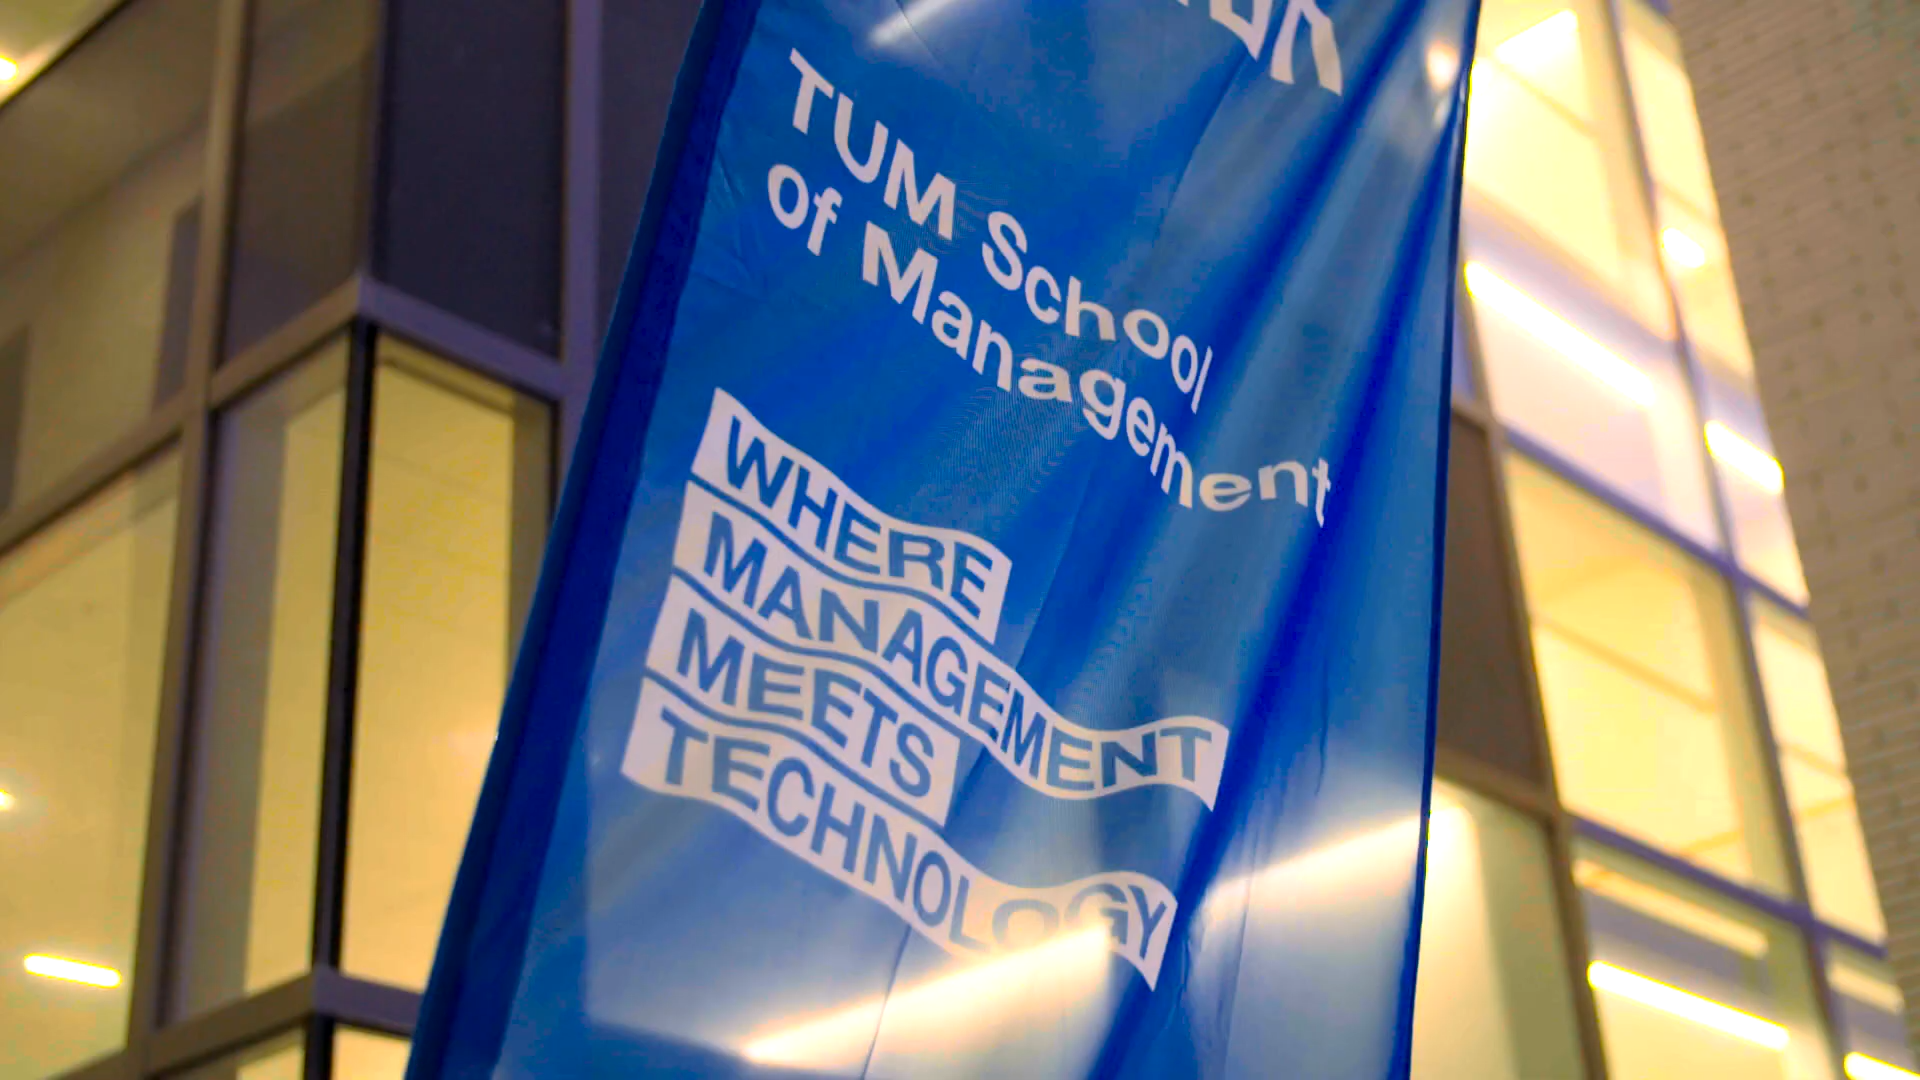 TUM School
of Management
WHERE
MANAGEMENT
MEETS
TECHNOLOGY